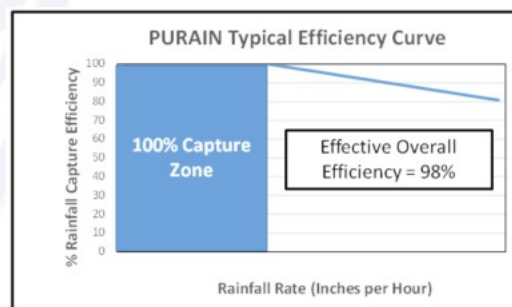 PURAIN Typical Efficiency Curve
% Rainfall Capture Efficiency
100
90
80
70
60
50
40
30
20
10
0
100% Capture
Zone
Effective Overall
Efficiency = 98%
Rainfall Rate (Inches per Hour)